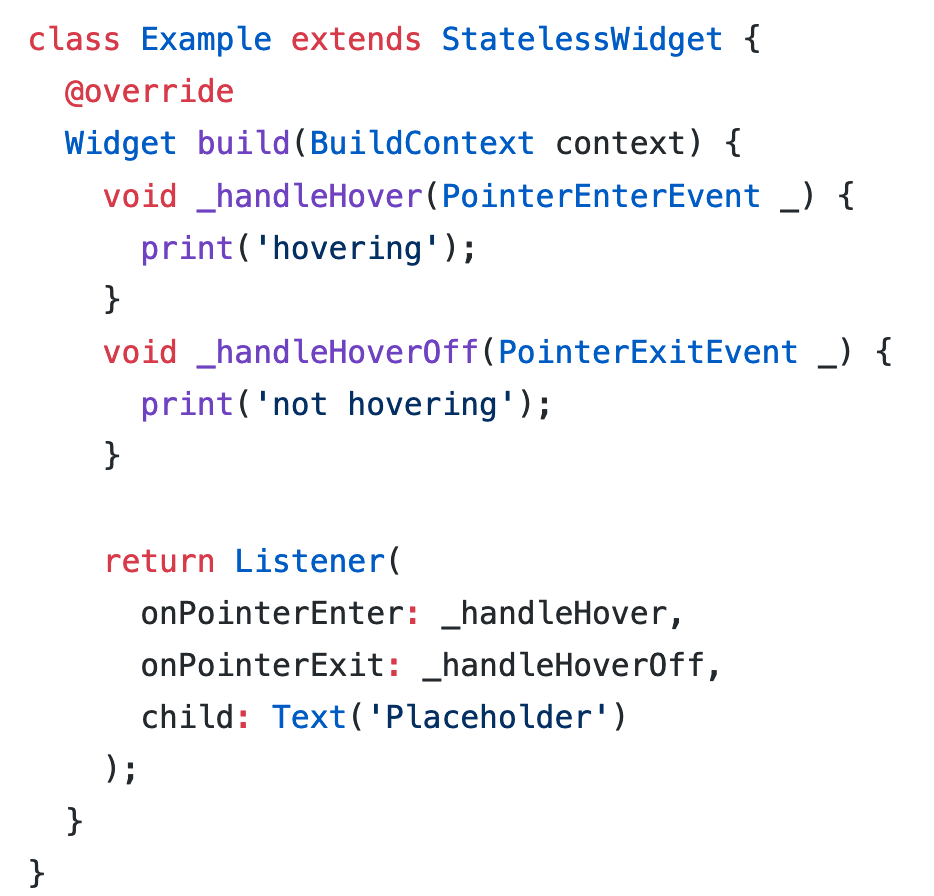 class Example extends StatelessWidget {
  @override
  Widget build(BuildContext context) {
    void _handleHover(PointerEnterEvent _) {
      print('hovering');
    }
    void _handleHoverOff(PointerExitEvent _) {
      print('not hovering');
    }

    return Listener(
      onPointerEnter: _handleHover,
      onPointerExit: _handleHoverOff,
      child: Text('Placeholder')
    );
  }
}